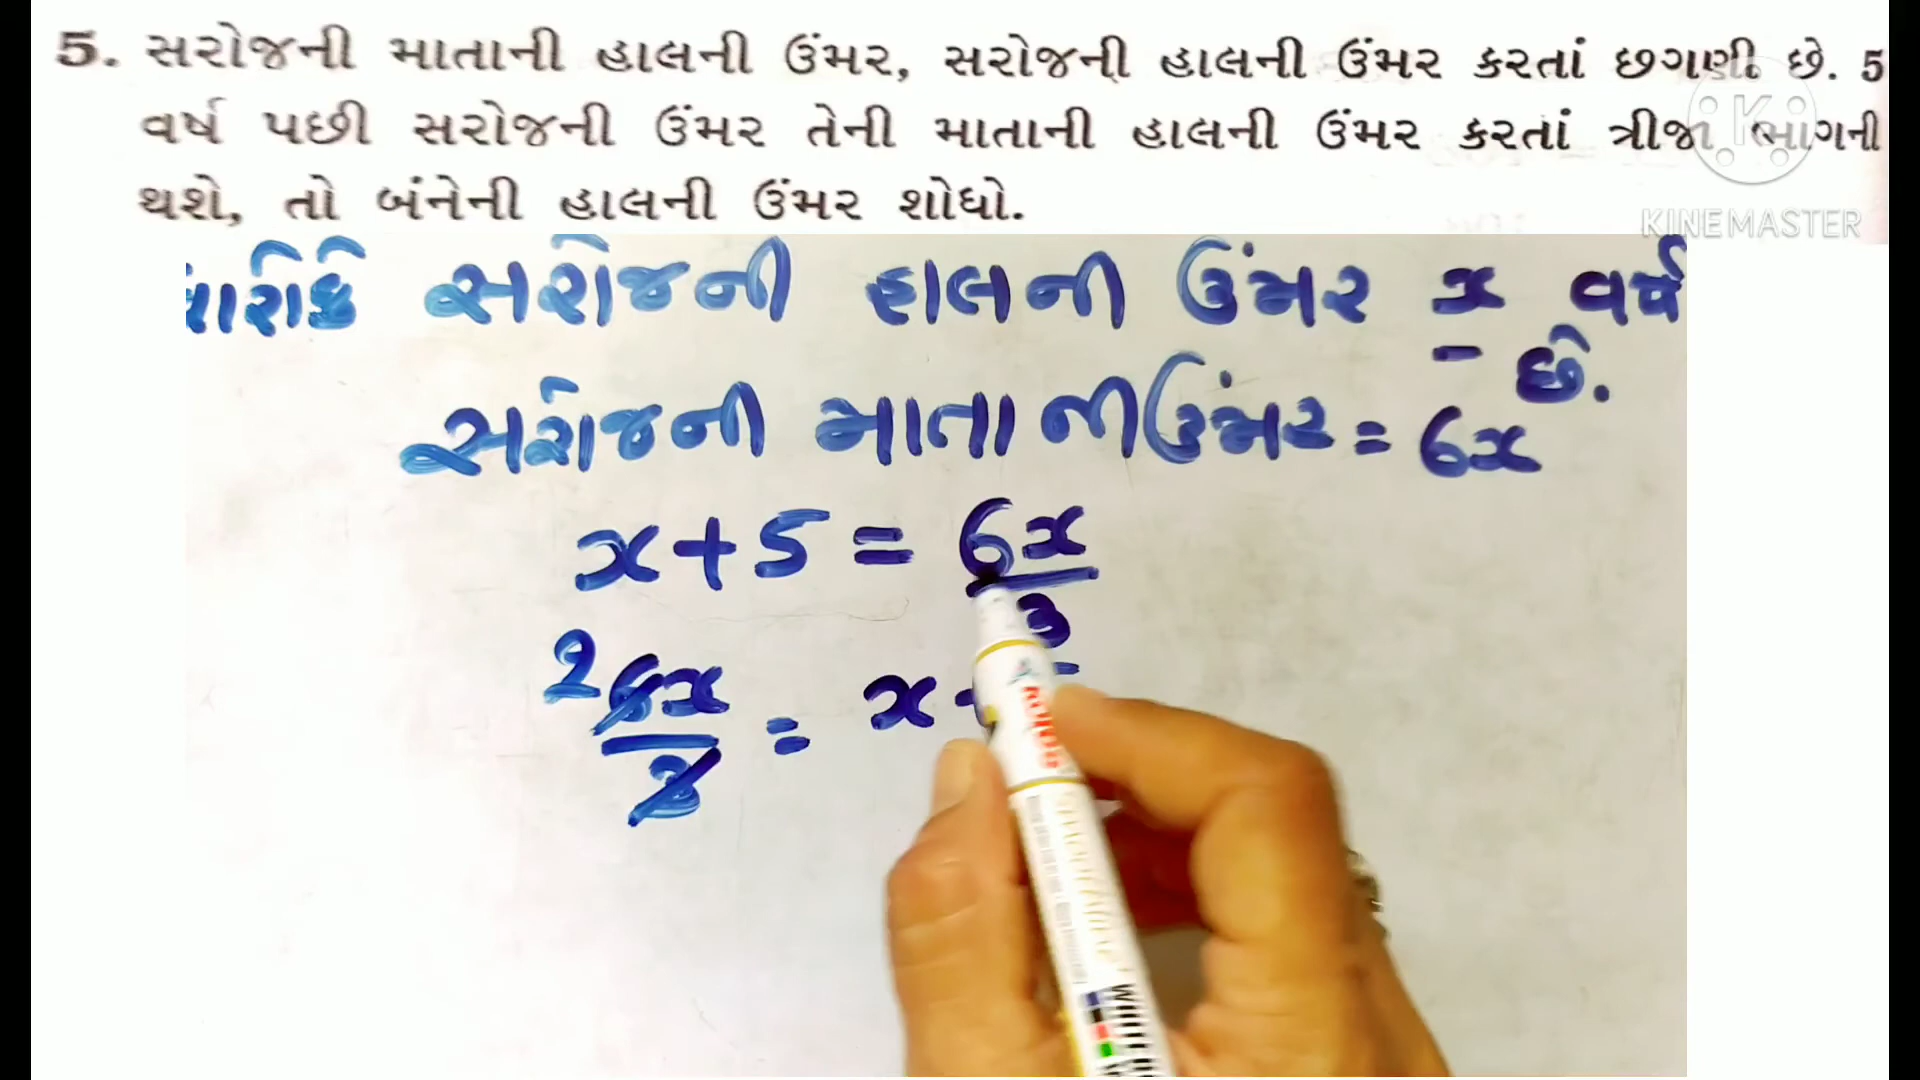 5. સરોજની માતાની હાલની ઉંમર, સરોજની હાલની ઉંમર કરતાં છગણી છે. 5
વર્ષ પછી સરોજની ઉંમર તેની માતાની હાલની ઉંમર કરતાં ત્રીજા ભાગની
થશે, તો બંનેની હાલની ઉંમર શોધો.
K
KINEMASTER
સરોજની હાલની ઉંમર x વર્ષ
છે.
સરોજની માતાની ઉંમર = 6x
x + 5 = 6x
3
2 6x = x
3